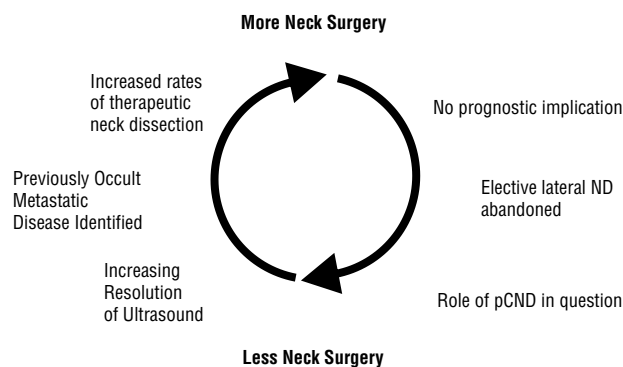 More Neck Surgery
Increased rates
of therapeutic
neck dissection
No prognostic implication
Previously Occult
Metastatic
Disease Identified
Elective lateral ND
abandoned
Increasing
Resolution
of Ultrasound
Role of pCND in question
Less Neck Surgery